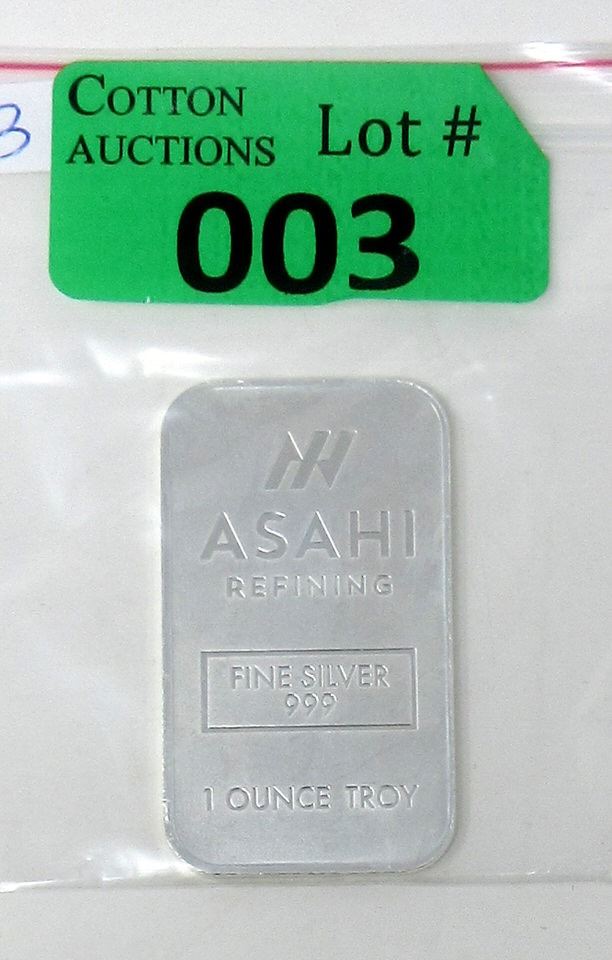 3
COTTON
AUCTIONS
Lot #
003
ASAHI
REFINING
FINE SILVER
999
1 OUNCE TROY